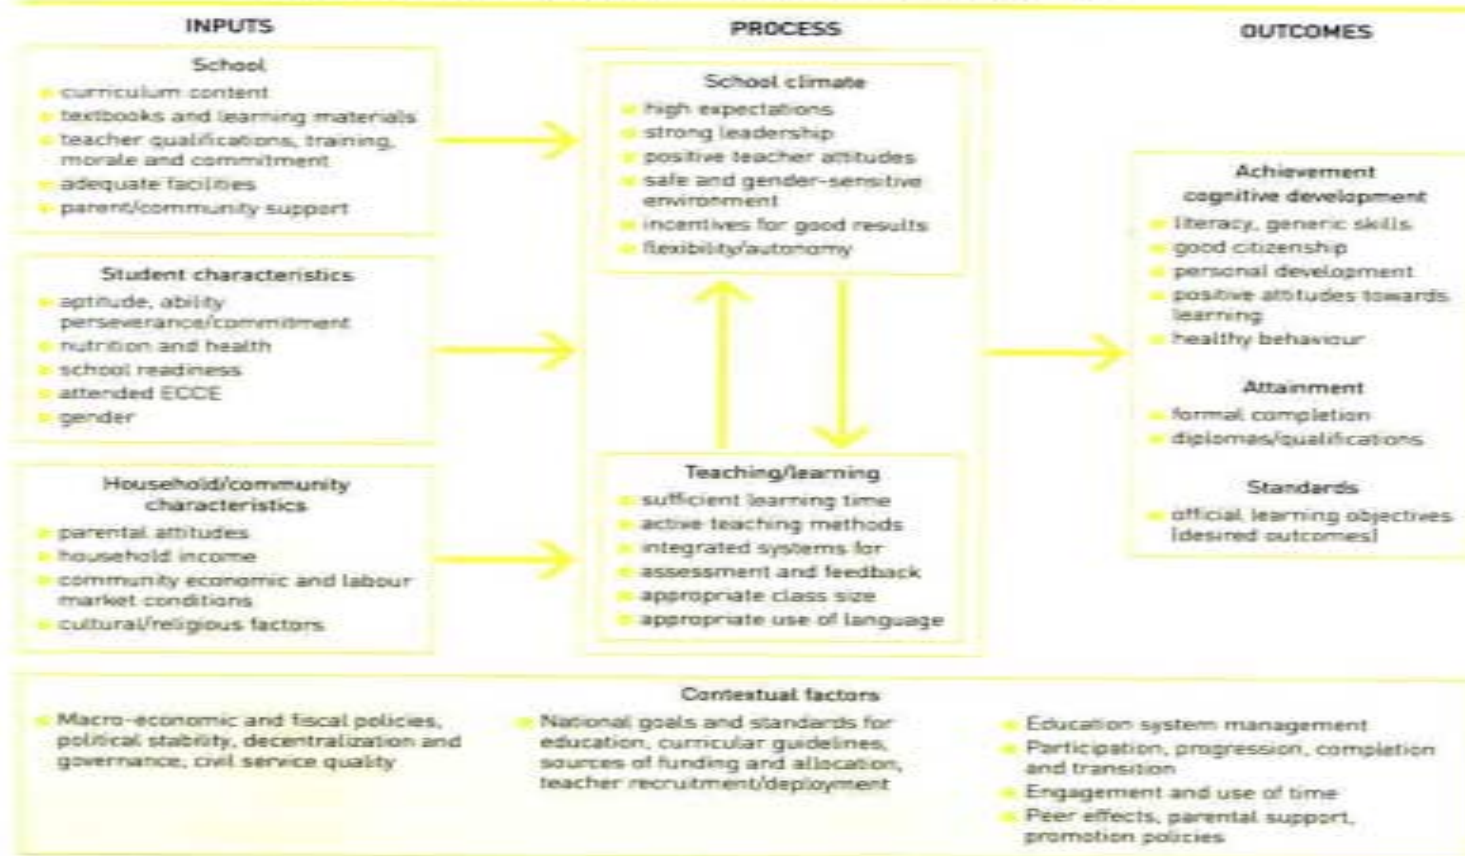 INPUTS
School
curriculum content
textbooks and learning materials
teacher qualifications, training,
morale and commitment
adequate facilities
parent/community support
Student characteristics
aptitude, ability
perseverance/commitment
nutrition and health
school readiness
attended ECCE
gender
Household/community
characteristics
parental attitudes
household income
community economic and labour
market conditions
cultural/religious factors
PROCESS
School climate
high expectations
strong leadership
positive teacher attitudes
safe and gender-sensitive
environment
incentives for good results
flexibility/autonomy
Teaching/learning
sufficient learning time
active teaching methods
integrated systems for
assessment and feedback
appropriate class size
appropriate use of language
OUTCOMES
Achievement
cognitive development
literacy, generic skills
good citizenship
personal development
positive attitudes towards
learning
healthy behaviour
Attainment
formal completion
diplomas/qualifications
Standards
official learning objectives
(desired outcomes)
Contextual factors
Macro-economic and fiscal policies,
political stability, decentralization and
governance, civil service quality
National goals and standards for
education, curricular guidelines,
sources of funding and allocation,
teacher recruitment/deployment
Education system management
Participation, progression, completion
and transition
Engagement and use of time
Peer effects, parental support,
promotion policies